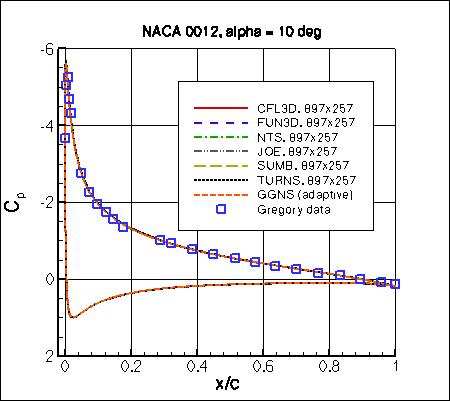 NACA 0012, alpha = 10 deg
-6
-4
-2
0
2
Cp
CFL3D. 897x257
FUN3D. 897x257
NTS. 897x257
JOE. 897x257
SUMB. 897x257
TURNS. 897x257
GGNS (adaptive)
Gregory data
0 0.2 0.4 0.6 0.8 1
x/c